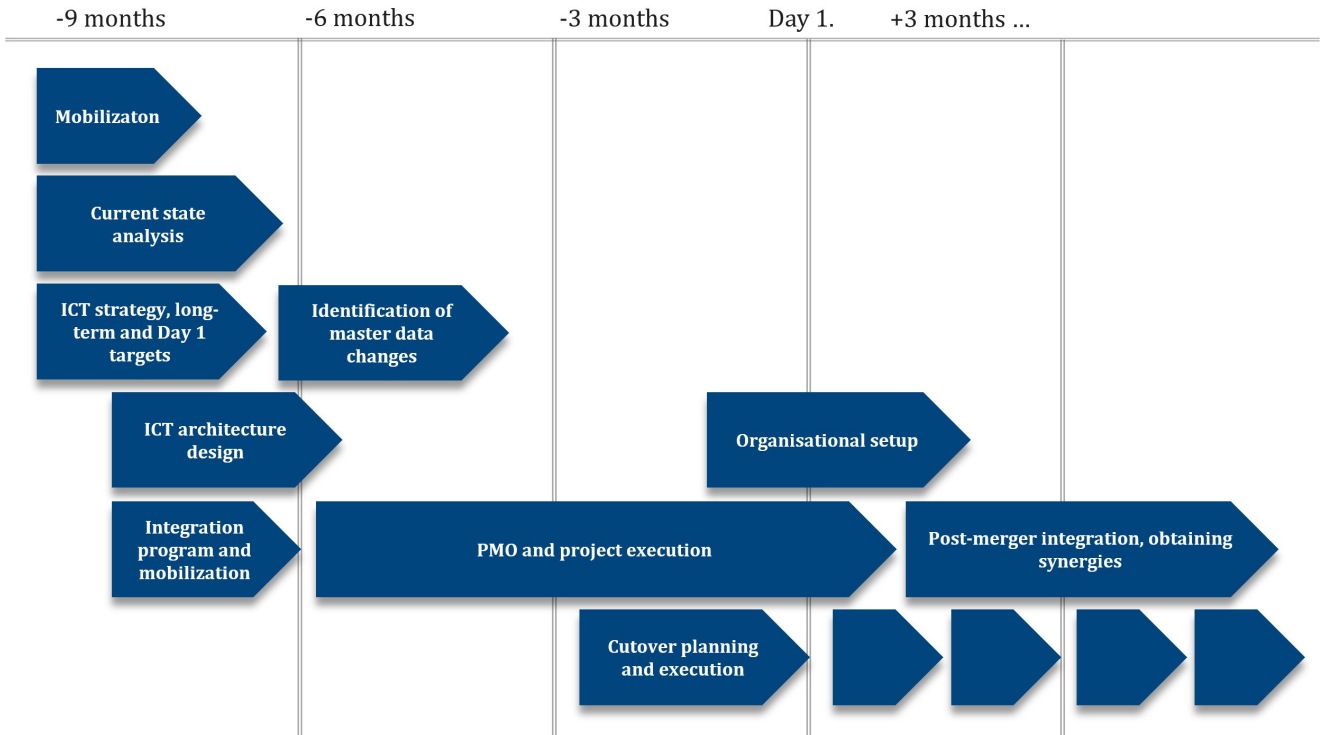 -9 months
-6 months
-3 months
Day 1.
+3 months ...
Mobilizaton
Current state
analysis
ICT strategy, long-
term and Day 1
targets
Identification of
master data
changes
ICT architecture
design
Organisational setup
Integration
program and
mobilization
PMO and project execution
Post-merger integration, obtaining
synergies
Cutover planning
and execution